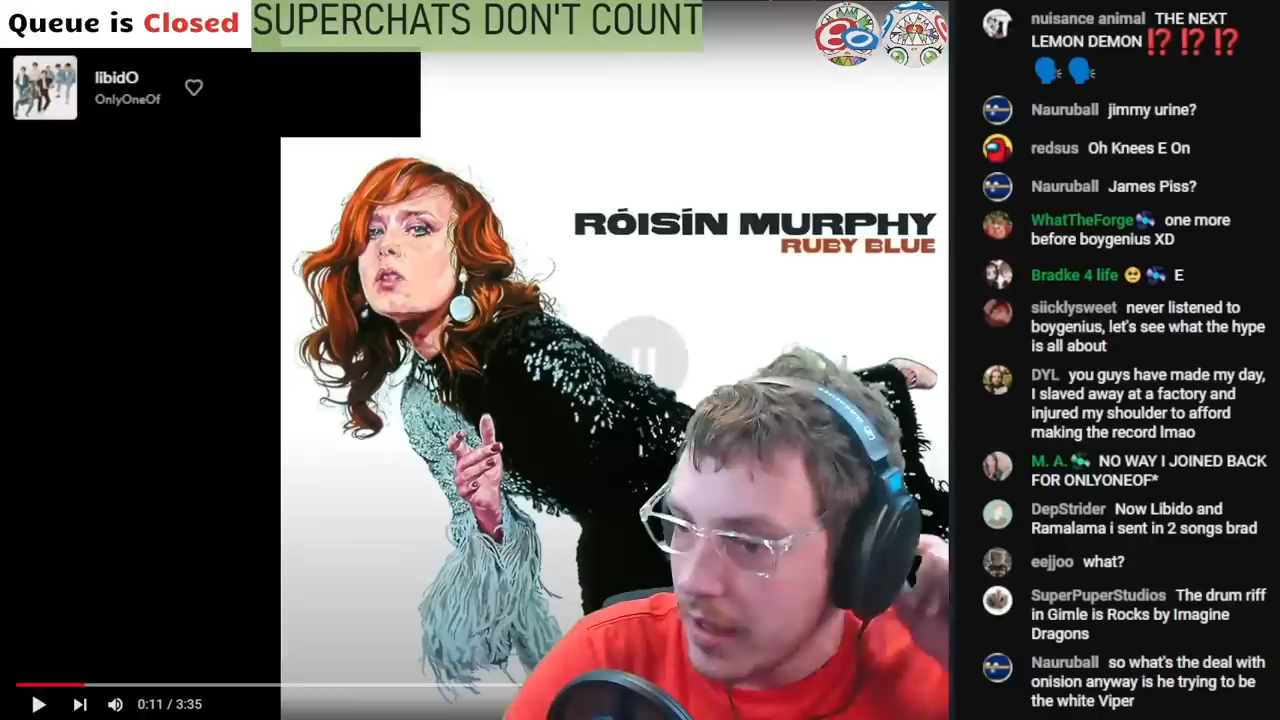 Queue is Closed
SUPERCHATS DON'T COUNT
libidO
OnlyOneOf
RÓISÍN MURPHY
RUBY BLUE
0:11 / 3:35
nuisance animal THE NEXT
LEMON DEMON ⁉️ ⁉️ ⁉️
🗣️ 🗣️
Nauruball jimmy urine?
redsus Oh Knees E On
Nauruball James Piss?
WhatTheForge one more
before boygenius XD
Bradke 4 life 🥺 E
siicklysweet never listened to
boygenius, let's see what the hype
is all about
DYL you guys have made my day,
I slaved away at a factory and
injured my shoulder to afford
making the record lmao
M. A. NO WAY I JOINED BACK
FOR ONLYONEOF*
DepStrider Now Libido and
Ramalama i sent in 2 songs brad
eejjoo what?
SuperPuperStudios The drum riff
in Gimle is Rocks by Imagine
Dragons
Nauruball so what's the deal with
onision anyway is he trying to be
the white Viper